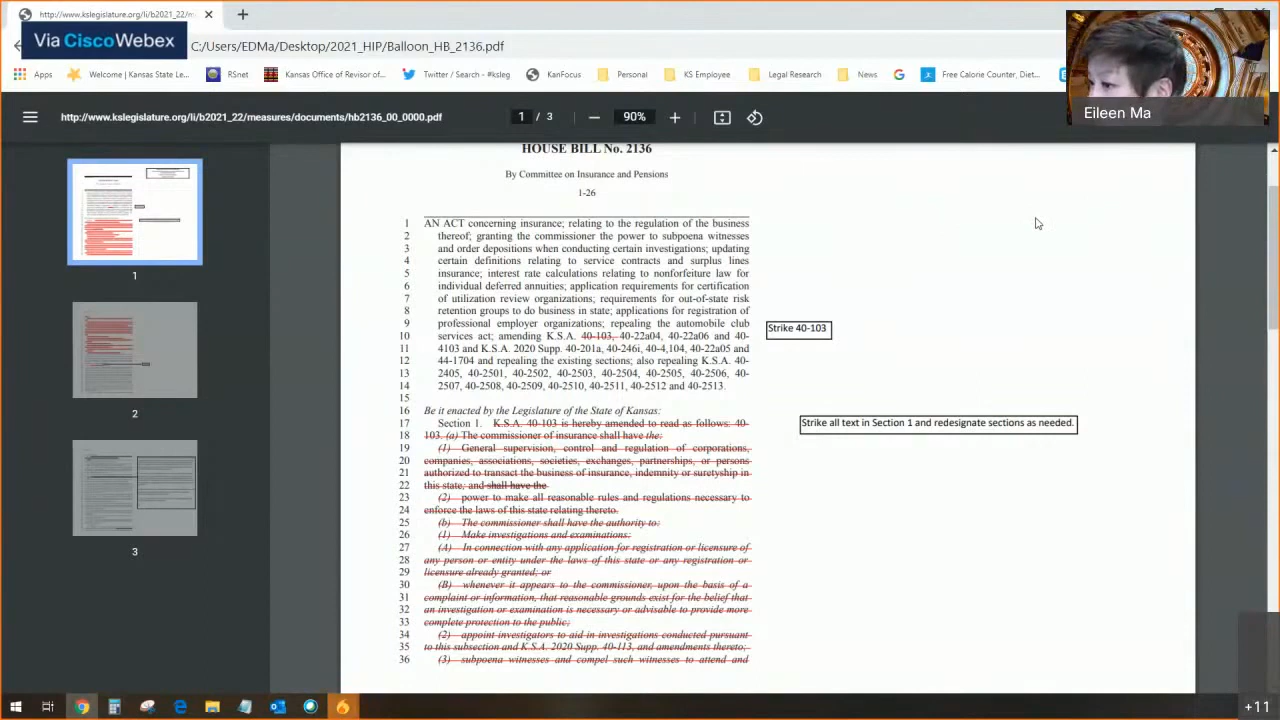 http://www.kslegislature.org/li/b2021_22/m
Via Cisco Webex
C:/Users/EDMa/Desktop/2021_HIP/Balloon_HB_2136.pdf
Apps
Welcome | Kansas State Le...
RSnet
Kansas Office of Revisor of...
Twitter / Search - #ksleg
KanFocus
Personal
KS Employee
Legal Research
News
Free Calorie Counter, Diet...
Eileen Ma
http://www.kslegislature.org/li/b2021_22/measures/documents/hb2136_00_0000.pdf
1 / 3
90%
1
2
3
HOUSE BILL No. 2136
By Committee on Insurance and Pensions
1-26
1 AN ACT concerning insurance; relating to the regulation of the business
2 thereof; granting the commissioner the power to subpoena witnesses
3 and order depositions when conducting certain investigations; updating
4 certain definitions relating to service contracts and surplus lines
5 insurance; interest rate calculations relating to nonforfeiture law for
6 individual deferred annuities; application requirements for certification
7 of utilization review organizations; requirements for out-of-state risk
8 retention groups to do business in state; applications for registration of
9 professional employer organizations; repealing the automobile club
10 services act; amending K.S.A. 40-103, 40-22a04, 40-22a06 and 40-
11 4103 and K.S.A. 2020 Supp. 40-201a, 40-246i, 40-4,104, 40-22a05 and
12 44-1704 and repealing the existing sections; also repealing K.S.A. 40-
13 2405, 40-2501, 40-2502, 40-2503, 40-2504, 40-2505, 40-2506, 40-
14 2507, 40-2508, 40-2509, 40-2510, 40-2511, 40-2512 and 40-2513.
15
16 Be it enacted by the Legislature of the State of Kansas:
17 Section 1. K.S.A. 40-103 is hereby amended to read as follows: 40-
18 103. (a) The commissioner of insurance shall have the:
19 (1) General supervision, control and regulation of corporations,
20 companies, associations, societies, exchanges, partnerships, or persons
21 authorized to transact the business of insurance, indemnity or suretyship in
22 this state; and shall have the
23 (2) power to make all reasonable rules and regulations necessary to
24 enforce the laws of this state relating thereto.
25 (b) The commissioner shall have the authority to:
26 (1) Make investigations and examinations:
27 (A) In connection with any application for registration or licensure of
28 any person or entity under the laws of this state or any registration or
29 licensure already granted; or
30 (B) whenever it appears to the commissioner, upon the basis of a
31 complaint or information, that reasonable grounds exist for the belief that
32 an investigation or examination is necessary or advisable to provide more
33 complete protection to the public;
34 (2) appoint investigators to aid in investigations conducted pursuant
35 to this subsection and K.S.A. 2020 Supp. 40-113, and amendments thereto;
36 (3) subpoena witnesses and compel such witnesses to attend and
Strike 40-103
Strike all text in Section 1 and redesignate sections as needed.
+11